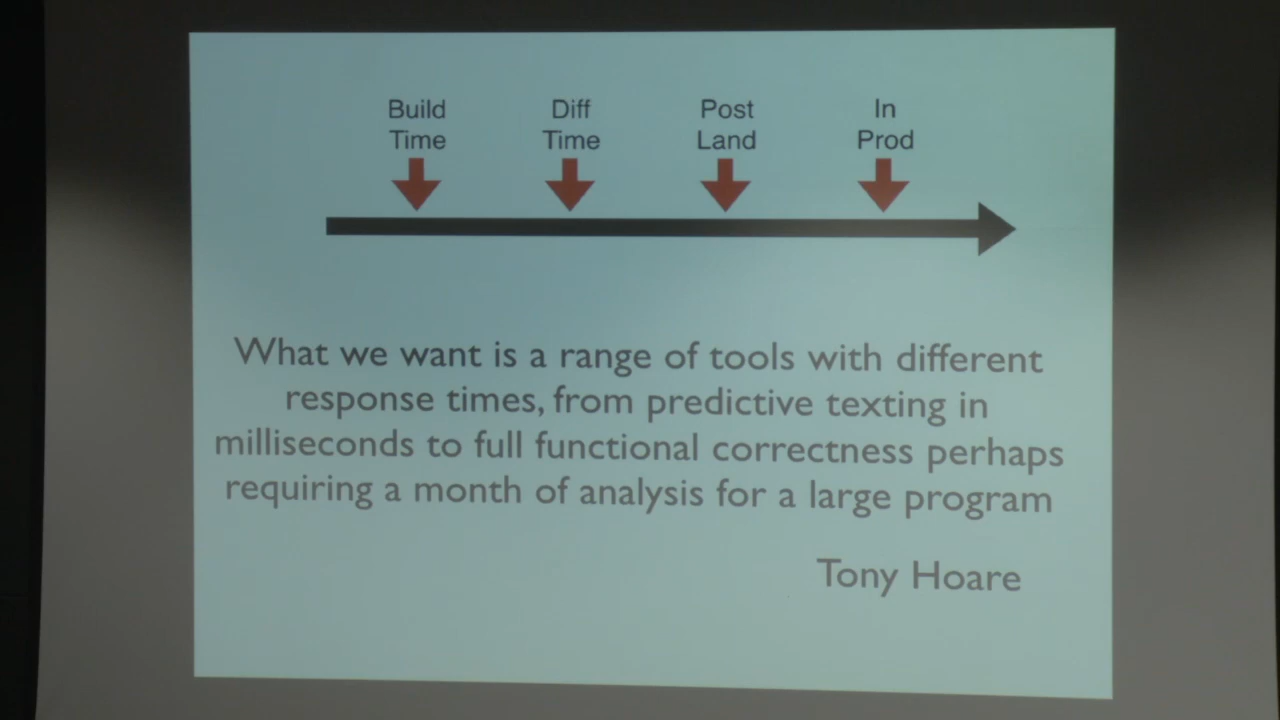 Build Time
Diff Time
Post Land
In Prod
What we want is a range of tools with different
response times, from predictive texting in
milliseconds to full functional correctness perhaps
requiring a month of analysis for a large program
Tony Hoare